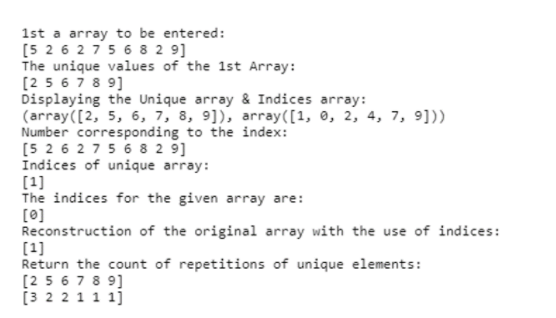 1st a array to be entered:
[5 2 6 2 7 5 6 8 2 9]
The unique values of the 1st Array:
[2 5 6 7 8 9]
Displaying the Unique array & Indices array:
(array([2, 5, 6, 7, 8, 9]), array([1, 0, 2, 4, 7, 9]))
Number corresponding to the index:
[5 2 6 2 7 5 6 8 2 9]
Indices of unique array:
[1]
The indices for the given array are:
[0]
Reconstruction of the original array with the use of indices:
[1]
Return the count of repetitions of unique elements:
[2 5 6 7 8 9]
[3 2 2 1 1 1]